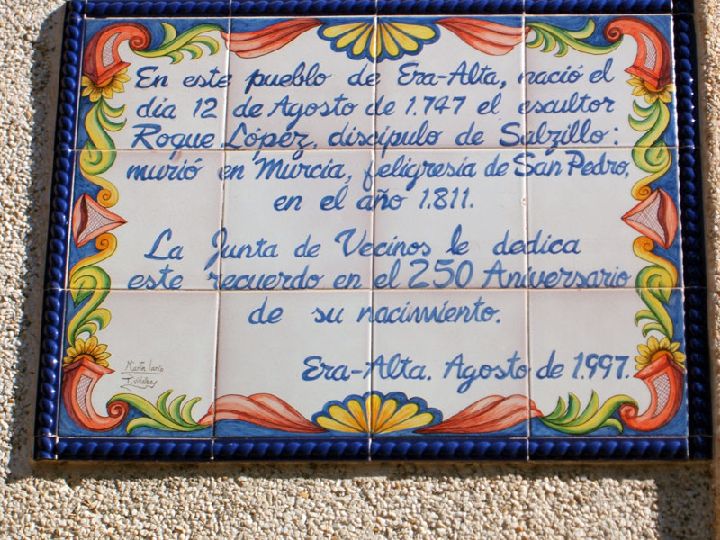 En este pueblo de Era-Alta, nació el
día 12 de Agosto de 1.747 el escultor
Roque López, discípulo de Salzillo:
murió en Murcia, feligresía de San Pedro,
en el año 1.811.
La Junta de Vecinos le dedica
este recuerdo en el 250 Aniversario
de su nacimiento.
Era-Alta. Agosto de 1.997.